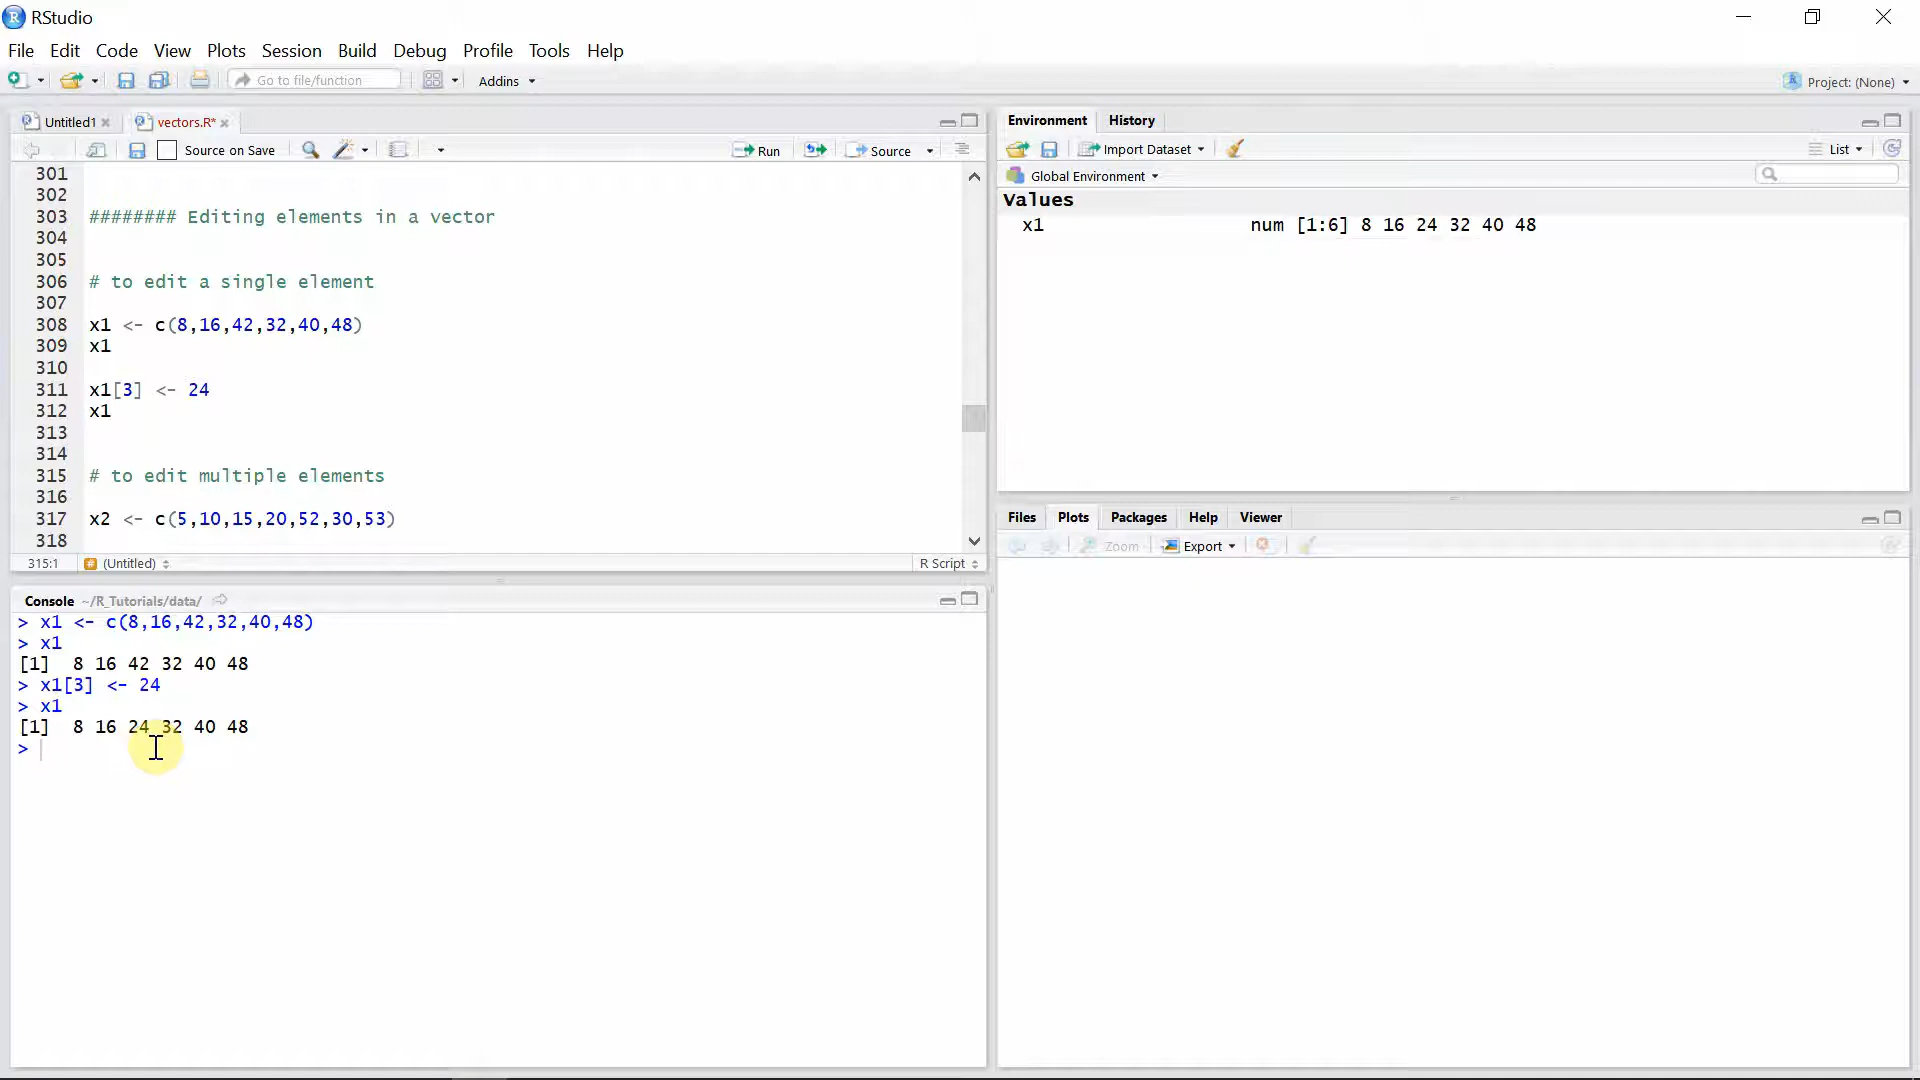 RStudio
File Edit Code View Plots Session Build Debug Profile Tools Help
Go to file/function Addins Project: (None)
Untitled1 vectors.R*
Source on Save Run Source
301
302
303 ######## Editing elements in a vector
304
305
306 # to edit a single element
307
308 x1 <- c(8,16,42,32,40,48)
309 x1
310
311 x1[3] <- 24
312 x1
313
314
315 # to edit multiple elements
316
317 x2 <- c(5,10,15,20,52,30,53)
318
315:1 (Untitled) R Script
Console ~/R_Tutorials/data/
> x1 <- c(8,16,42,32,40,48)
> x1
[1] 8 16 42 32 40 48
> x1[3] <- 24
> x1
[1] 8 16 24 32 40 48
>
Environment History
Import Dataset List
Global Environment
Values
x1 num [1:6] 8 16 24 32 40 48
Files Plots Packages Help Viewer
Zoom Export